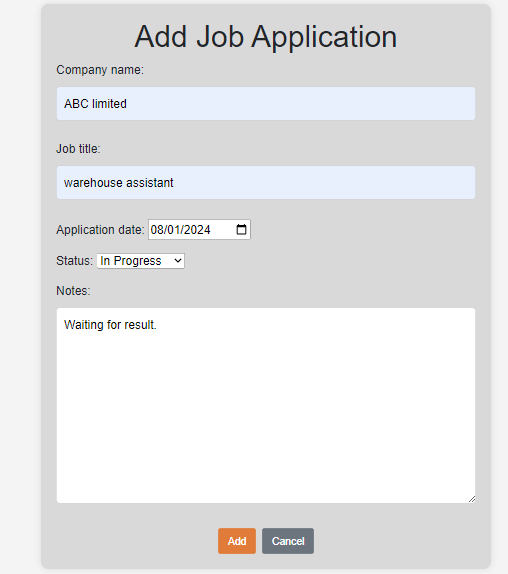 Add Job Application
Company name:
ABC limited
Job title:
warehouse assistant
Application date: 08/01/2024
Status: In Progress
Notes:
Waiting for result.
Add Cancel